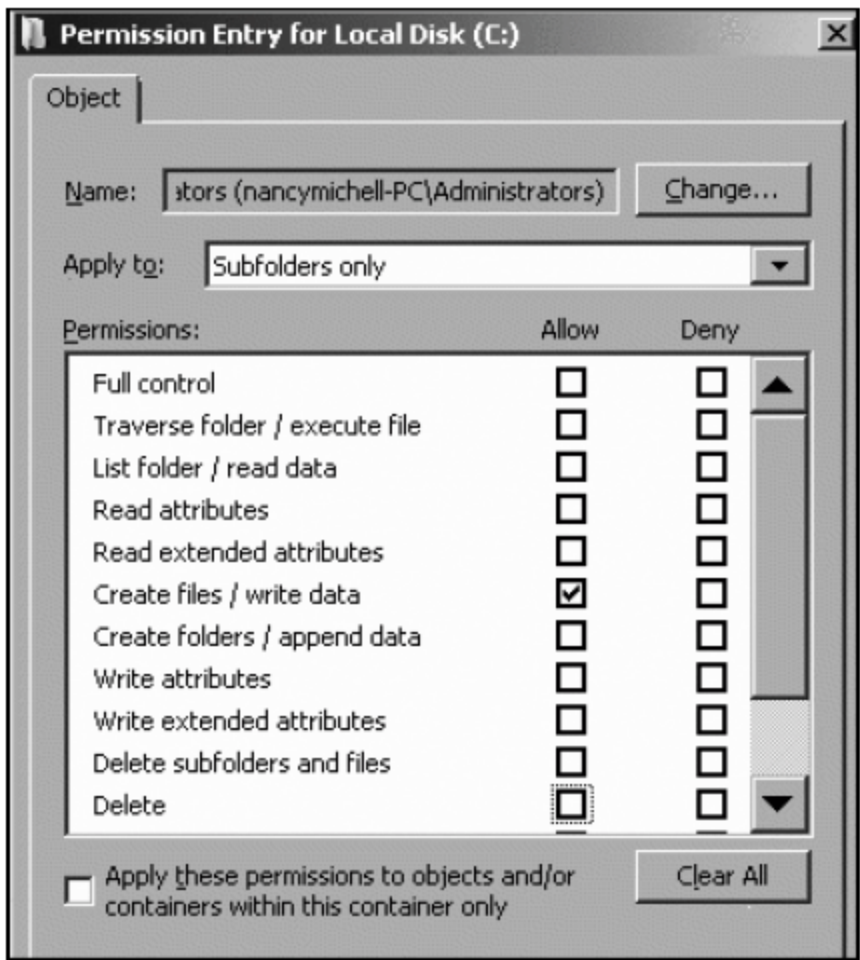 Permission Entry for Local Disk (C:)
Object
Name: ators (nancymichell-PC\Administrators) Change...
Apply to: Subfolders only
Permissions: Allow Deny
Full control
Traverse folder / execute file
List folder / read data
Read attributes
Read extended attributes
Create files / write data
Create folders / append data
Write attributes
Write extended attributes
Delete subfolders and files
Delete
Apply these permissions to objects and/or Clear All
containers within this container only